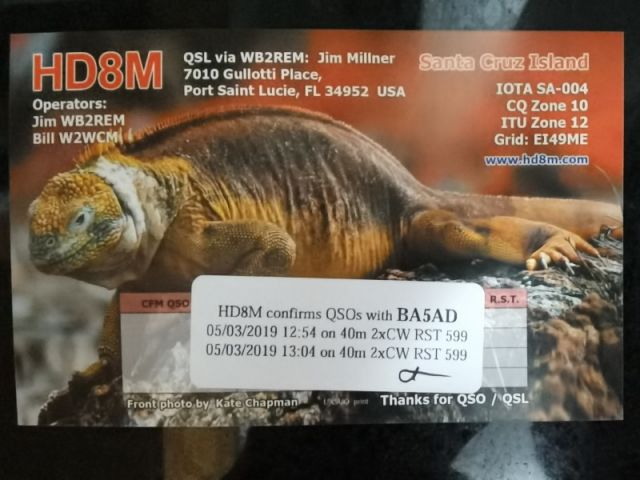 HD8M
QSL via WB2REM: Jim Millner
7010 Gullotti Place,
Port Saint Lucie, FL 34952 USA
Santa Cruz Island
IOTA SA-004
CQ Zone 10
ITU Zone 12
Grid: EI49ME
www.hd8m.com
Operators:
Jim WB2REM
Bill W2WCM
CFM QSO
R.S.T.
HD8M confirms QSOs with BA5AD
05/03/2019 12:54 on 40m 2xCW RST 599
05/03/2019 13:04 on 40m 2xCW RST 599
Front photo by Kate Chapman
print
Thanks for QSO / QSL